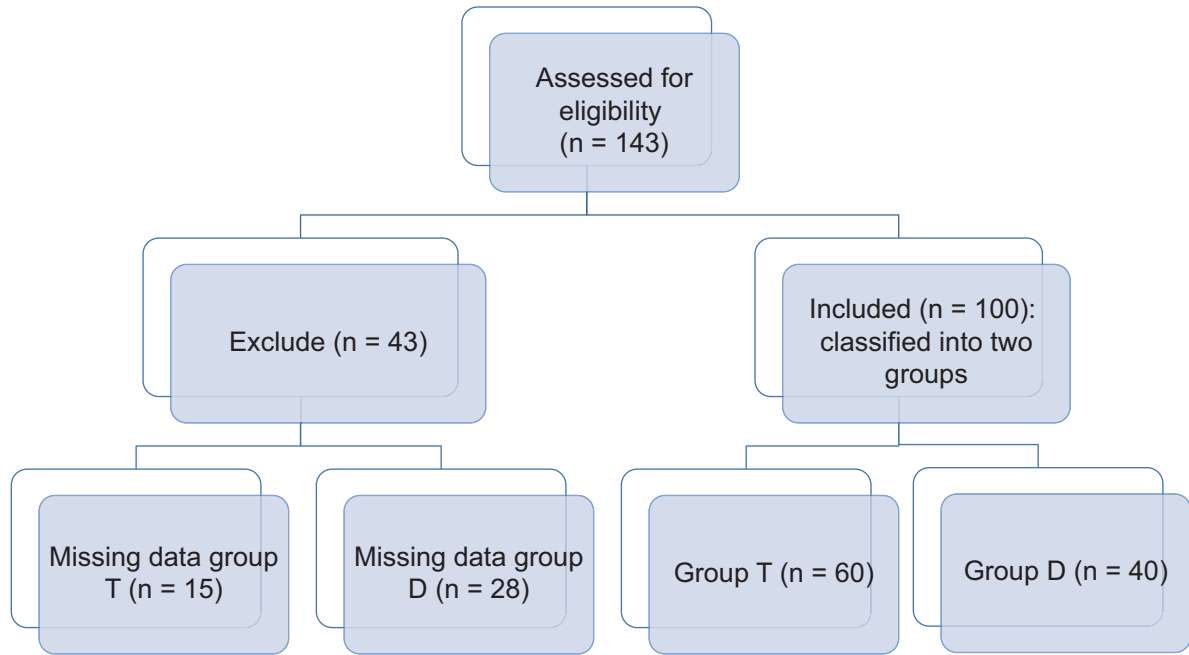 Assessed for
eligibility
(n = 143)
Exclude (n = 43)
Included (n = 100):
classified into two
groups
Missing data group
T (n = 15)
Missing data group
D (n = 28)
Group T (n = 60)
Group D (n = 40)